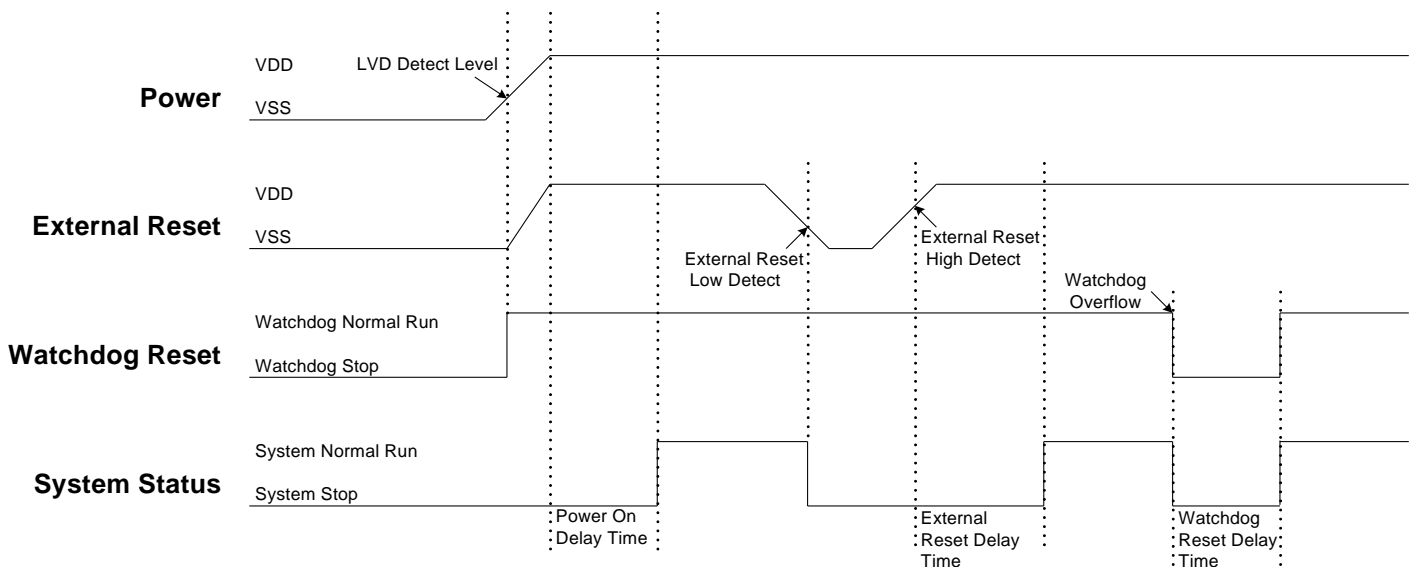 VDD
LVD Detect Level
Power
VSS
VDD
External Reset
VSS
External Reset
Low Detect
External Reset
High Detect
Watchdog
Overflow
Watchdog Normal Run
Watchdog Reset
Watchdog Stop
System Normal Run
System Status
System Stop
Power On
Delay Time
External
Reset Delay
Time
Watchdog
Reset Delay
Time